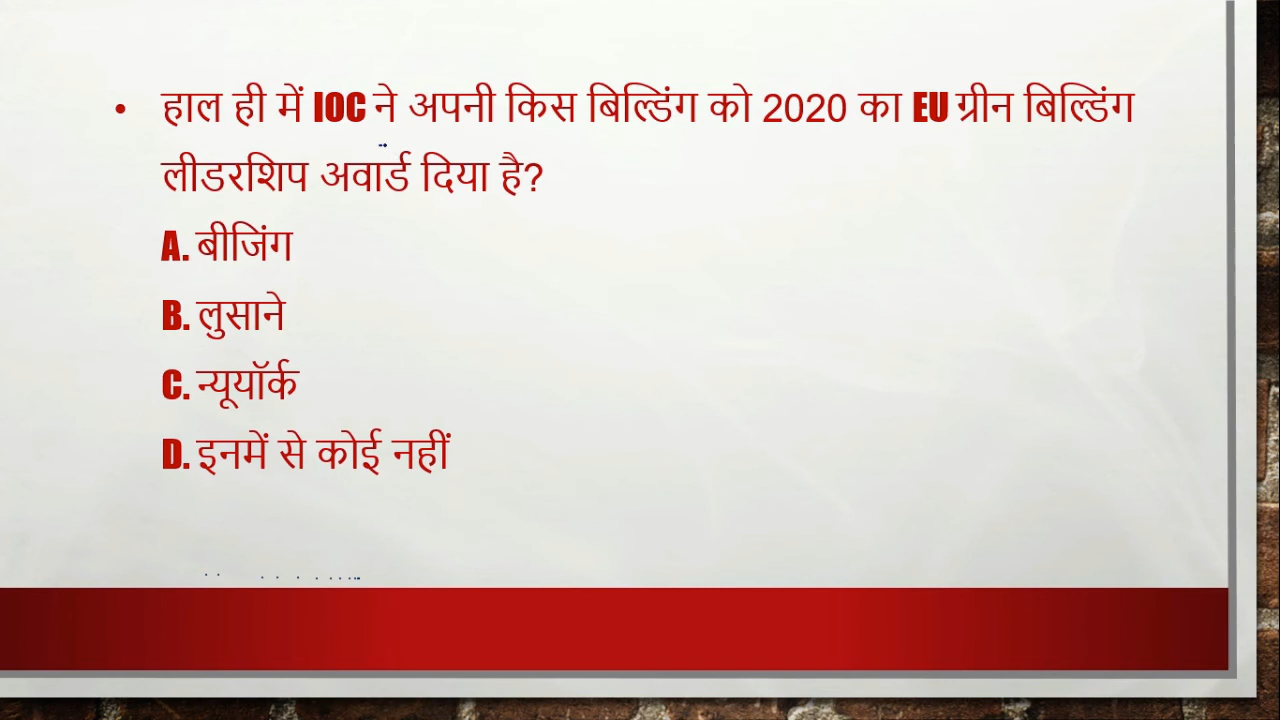 • हाल ही में IOC ने अपनी किस बिल्डिंग को 2020 का EU ग्रीन बिल्डिंग
लीडरशिप अवार्ड दिया है?
A. बीजिंग
B. लुसाने
C. न्यूयॉर्क
D. इनमें से कोई नहीं